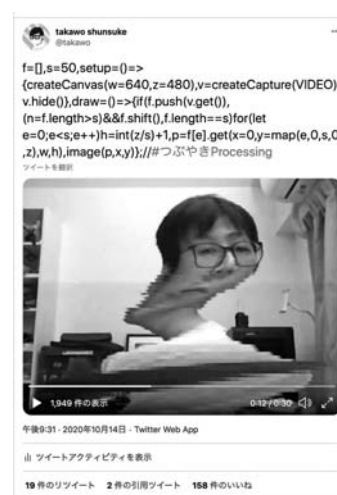 takawo shunsuke
@takawo
f=[],s=50,setup=()=>
{createCanvas(w=640,z=480),v=createCapture(VIDEO)
v.hide()},draw=()=>{if(f.push(v.get()),
(n=f.length>s)&&f.shift(),f.length==s)for(let
e=0;e<s;e++)h=int(z/s)+1,p=f[e].get(x=0,y=map(e,0,s,0
,z),w,h),image(p,x,y)};//#つぶやきProcessing
ツイートを翻訳
1,949 件の表示
0:12 / 0:30
午後9:31 · 2020年10月14日 · Twitter Web App
ツイートアクティビティを表示
19 件のリツイート 2 件の引用ツイート 158 件のいいね